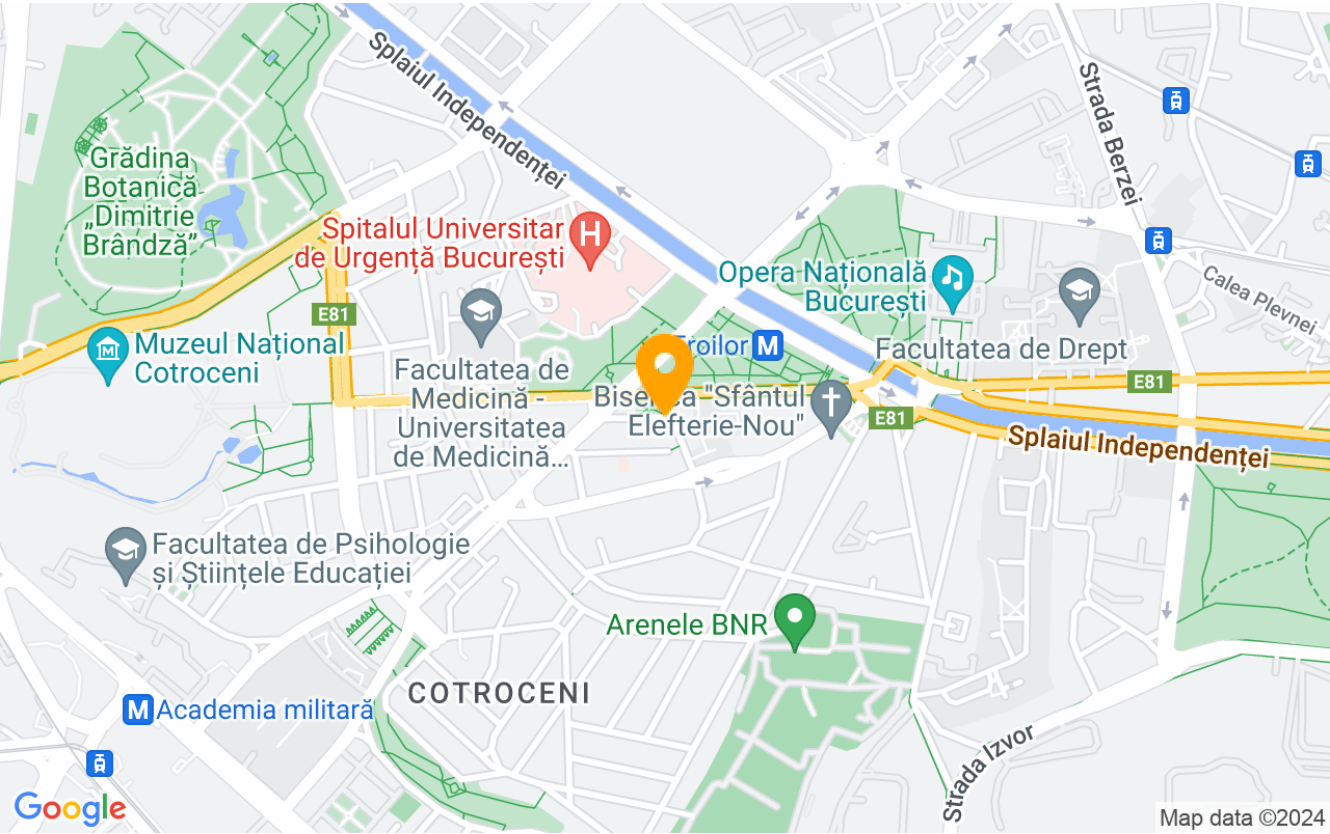 Splaiul Independenței
Strada Berzei
Grădina
Botanică
„Dimitrie
Brândză”
Spitalul Universitar
de Urgență București
H
Opera Națională
București
Calea Plevnei
E81
Muzeul Național
Cotroceni
M
Facultatea de Drept
Facultatea de
Medicină -
Universitatea
de Medicină...
Biserica "Sfântul
Elefterie-Nou"
E81
E81
Splaiul Independenței
Facultatea de Psihologie
și Științele Educației
Arenele BNR
COTROCENI
M Academia militară
Strada Izvor
Google
Map data ©2024